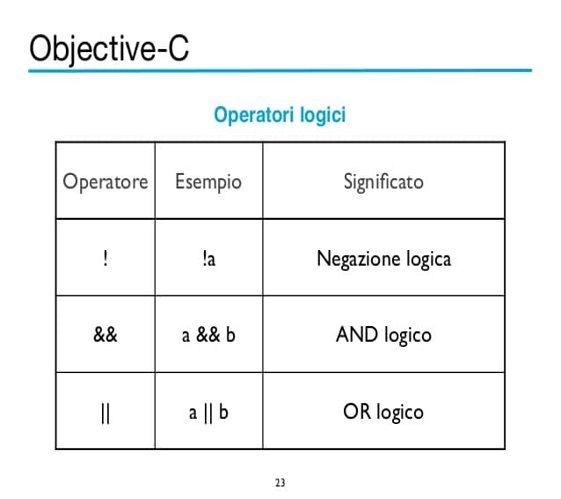 Objective-C
Operatori logici
Operatore Esempio Significato
! !a Negazione logica
&& a && b AND logico
|| a || b OR logico
23